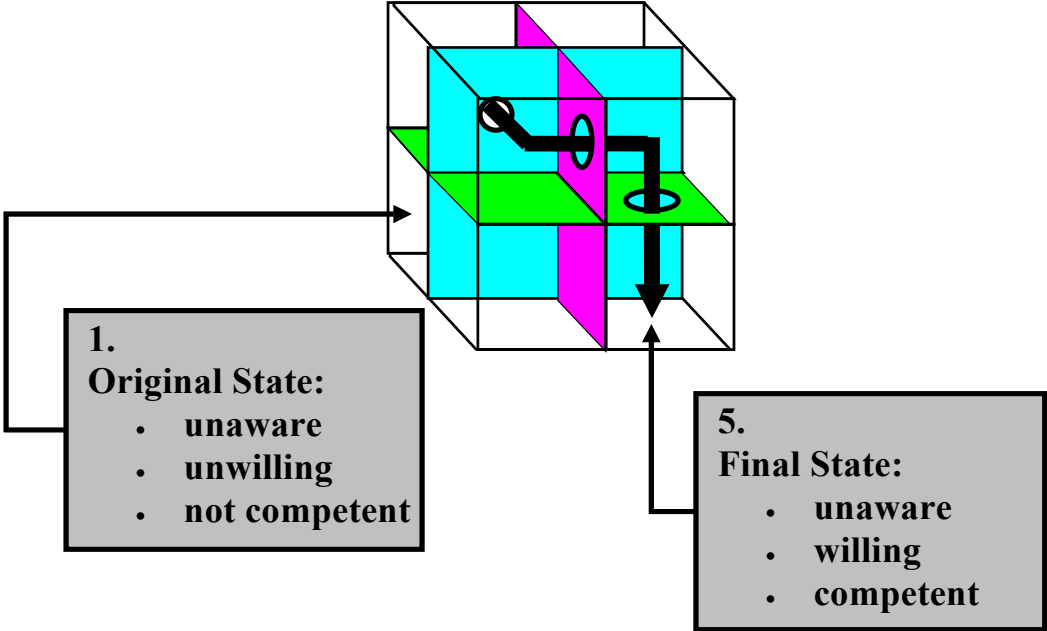 1.
Original State:
• unaware
• unwilling
• not competent
5.
Final State:
• unaware
• willing
• competent